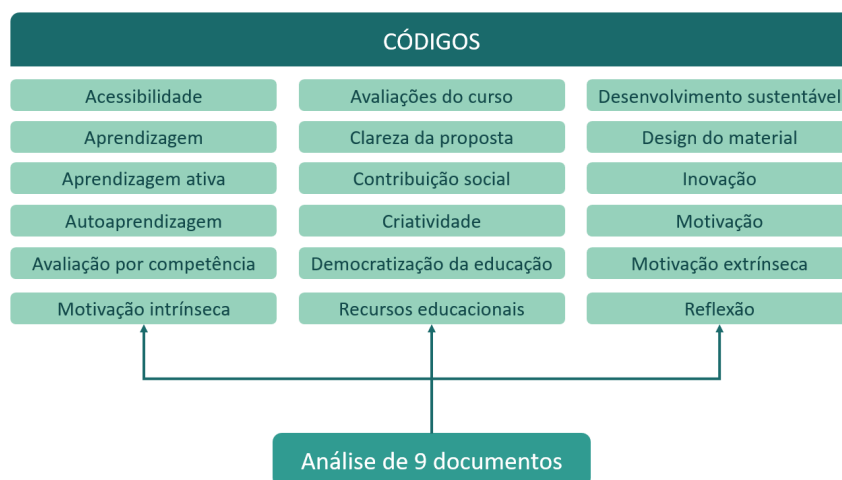 CÓDIGOS
Acessibilidade
Avaliações do curso
Desenvolvimento sustentável
Aprendizagem
Clareza da proposta
Design do material
Aprendizagem ativa
Contribuição social
Inovação
Autoaprendizagem
Criatividade
Motivação
Avaliação por competência
Democratização da educação
Motivação extrínseca
Motivação intrínseca
Recursos educacionais
Reflexão
Análise de 9 documentos